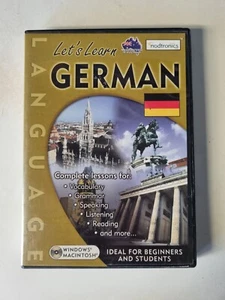 Let's Learn
modtronics
GERMAN
LANGUAGE
Complete lessons for:
• Vocabulary
• Grammar
• Speaking
• Listening
• Reading
• and more...
WINDOWS®
MACINTOSH®
IDEAL FOR BEGINNERS
AND STUDENTS